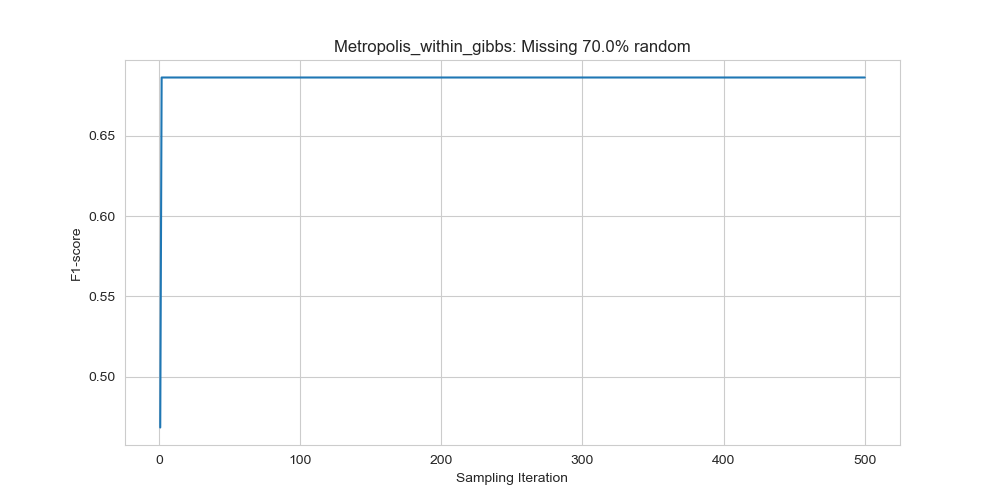 Metropolis_within_gibbs: Missing 70.0% random
0.65
0.60
0.55
0.50
F1-score
0 100 200 300 400 500
Sampling Iteration